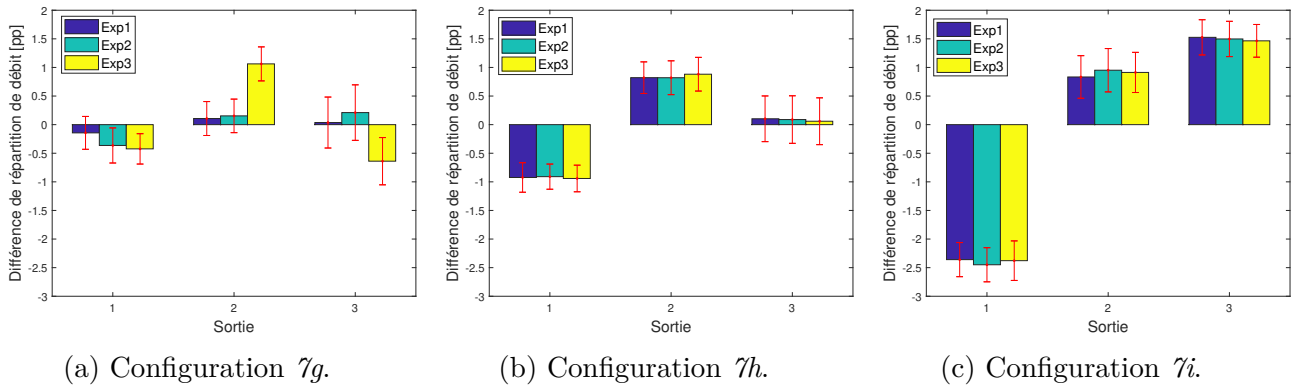 Différence de répartition de débit [pp]
2
1.5
1
0.5
0
-0.5
-1
-1.5
-2
-2.5
-3
Exp1
Exp2
Exp3
1 2 3
Sortie
(a) Configuration 7g.
Différence de répartition de débit [pp]
2
1.5
1
0.5
0
-0.5
-1
-1.5
-2
-2.5
-3
Exp1
Exp2
Exp3
1 2 3
Sortie
(b) Configuration 7h.
Différence de répartition de débit [pp]
2
1.5
1
0.5
0
-0.5
-1
-1.5
-2
-2.5
-3
Exp1
Exp2
Exp3
1 2 3
Sortie
(c) Configuration 7i.